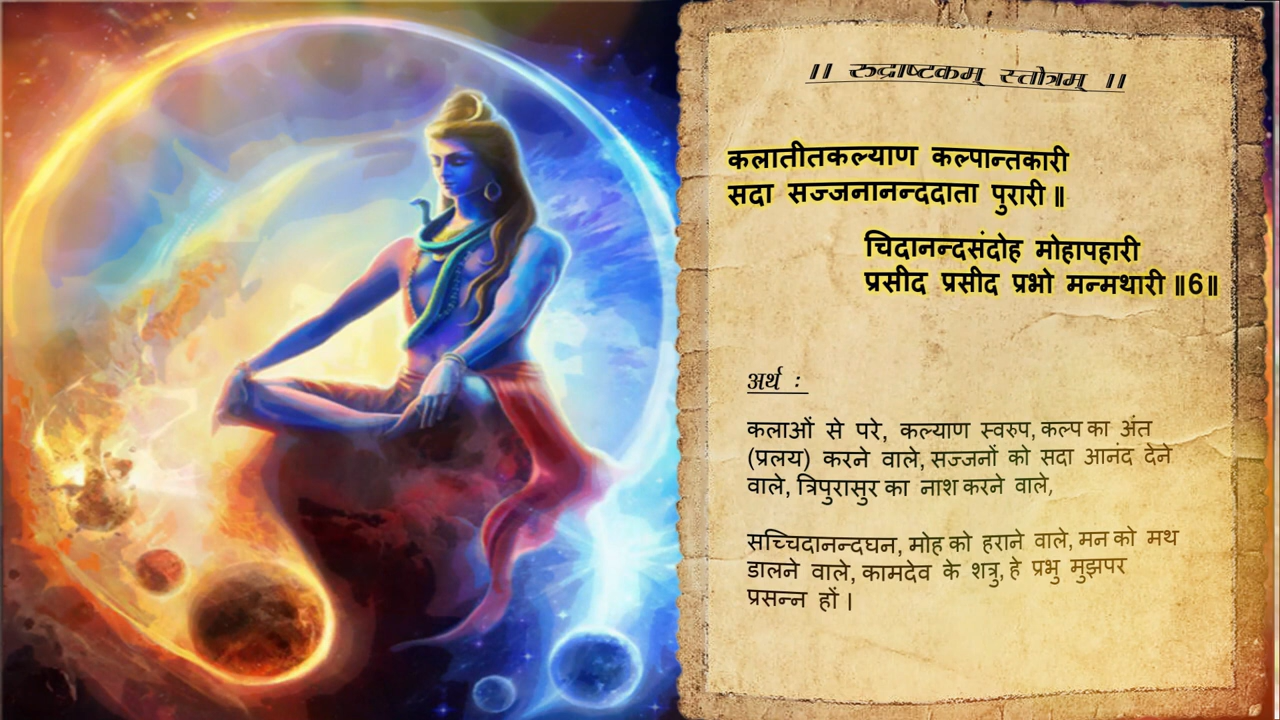 ।। रुद्राष्टकम् स्तोत्रम् ।।
कलातीतकल्याण कल्पान्तकारी
सदा सज्जनानन्ददाता पुरारी ॥
चिदानन्दसंदोह मोहापहारी
प्रसीद प्रसीद प्रभो मन्मथारी ॥6॥
अर्थ :
कलाओं से परे, कल्याण स्वरुप, कल्प का अंत
(प्रलय) करने वाले, सज्जनों को सदा आनंद देने
वाले, त्रिपुरासुर का नाश करने वाले,
सच्चिदानन्दघन, मोह को हराने वाले, मन को मथ
डालने वाले, कामदेव के शत्रु, हे प्रभु मुझपर
प्रसन्न हों ।